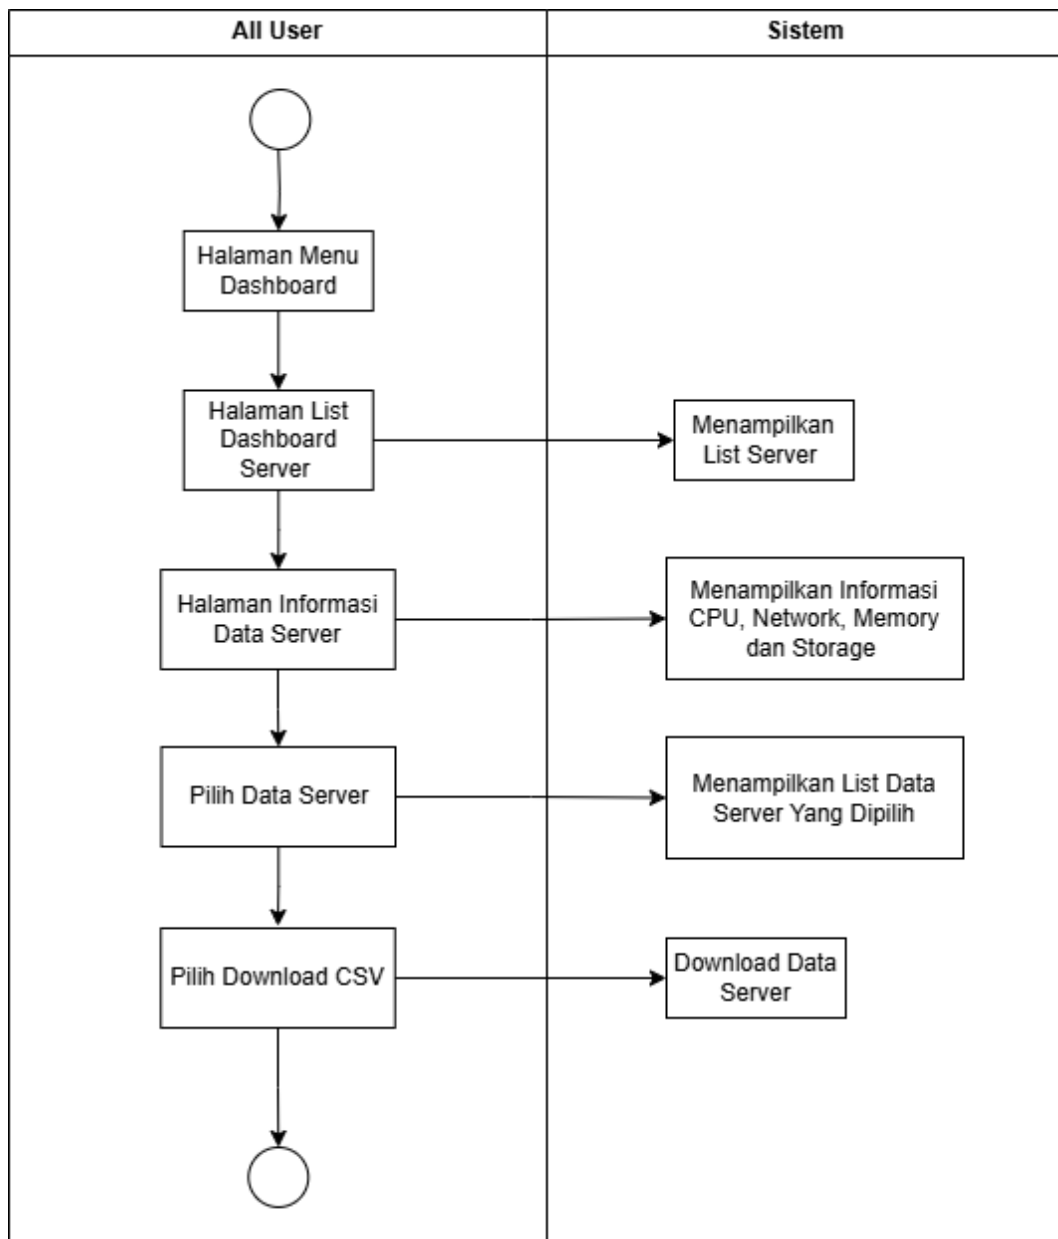 All User
Sistem
Halaman Menu
Dashboard
Halaman List
Dashboard
Server
Menampilkan
List Server
Halaman Informasi
Data Server
Menampilkan Informasi
CPU, Network, Memory
dan Storage
Pilih Data Server
Menampilkan List Data
Server Yang Dipilih
Pilih Download CSV
Download Data
Server